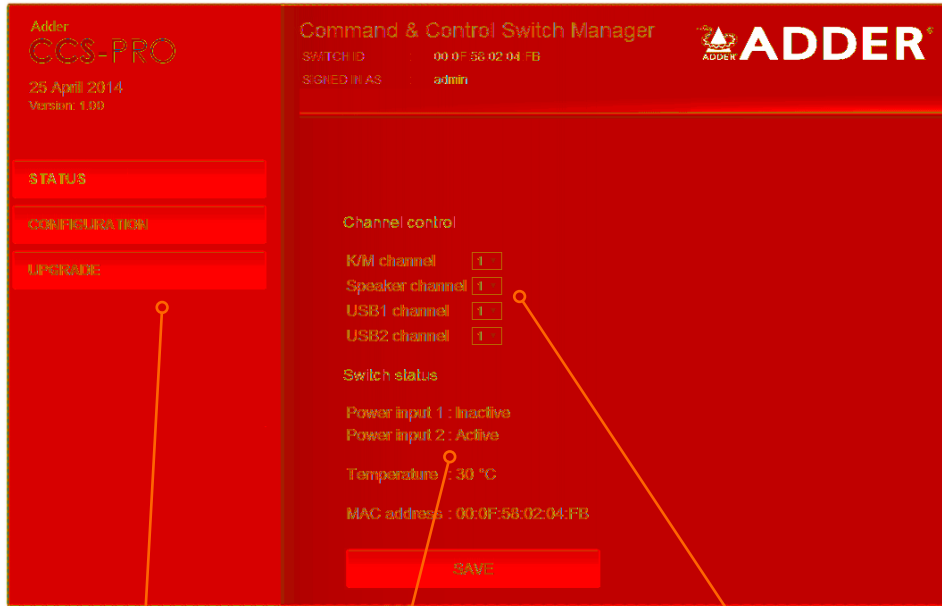 Adder
CCS-PRO
25 April 2014
Version: 1.00
STATUS
CONFIGURATION
UPGRADE
Command & Control Switch Manager
SWITCH ID : 00:0F:58:02:04:FB
SIGNED IN AS : admin
ADDER
ADDER®
Channel control
K/M channel 1
Speaker channel 1
USB1 channel 1
USB2 channel 1
Switch status
Power input 1 : Inactive
Power input 2 : Active
Temperature : 30 °C
MAC address : 00:0F:58:02:04:FB
SAVE